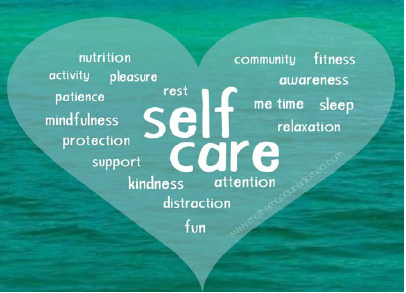 nutrition
community fitness
activity pleasure
awareness
patience
rest
me time sleep
self
mindfulness
relaxation
protection
care
support
kindness
attention
distraction
fun